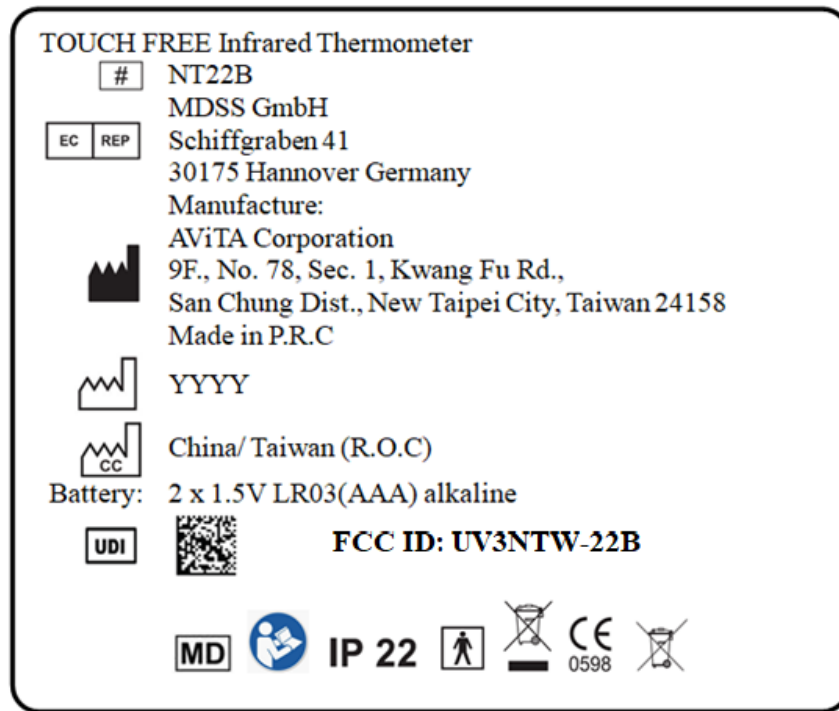 TOUCH FREE Infrared Thermometer
# NT22B
MDSS GmbH
EC REP Schiffgraben 41
30175 Hannover Germany
Manufacture:
AViTA Corporation
9F., No. 78, Sec. 1, Kwang Fu Rd.,
San Chung Dist., New Taipei City, Taiwan 24158
Made in P.R.C
YYYY
CC China/ Taiwan (R.O.C)
Battery: 2 x 1.5V LR03(AAA) alkaline
UDI FCC ID: UV3NTW-22B
MD IP 22 CE 0598